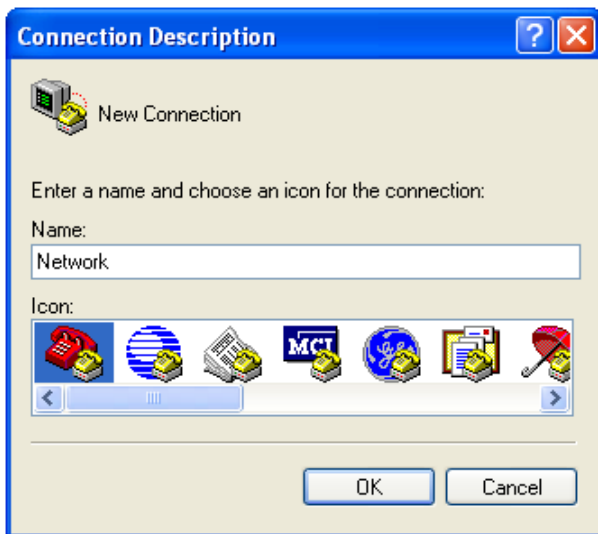 Connection Description
New Connection
Enter a name and choose an icon for the connection:
Name:
Network
Icon:
MCI
OK
Cancel